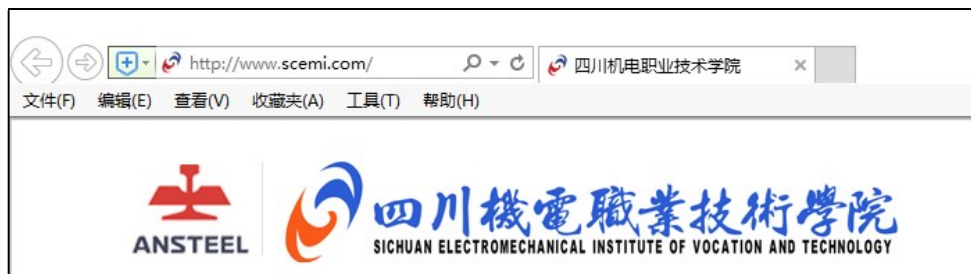 http://www.scemi.com/ 四川机电职业技术学院
文件(F) 编辑(E) 查看(V) 收藏夹(A) 工具(T) 帮助(H)
四川機電職業技術學院
ANSTEEL SICHUAN ELECTROMECHANICAL INSTITUTE OF VOCATION AND TECHNOLOGY